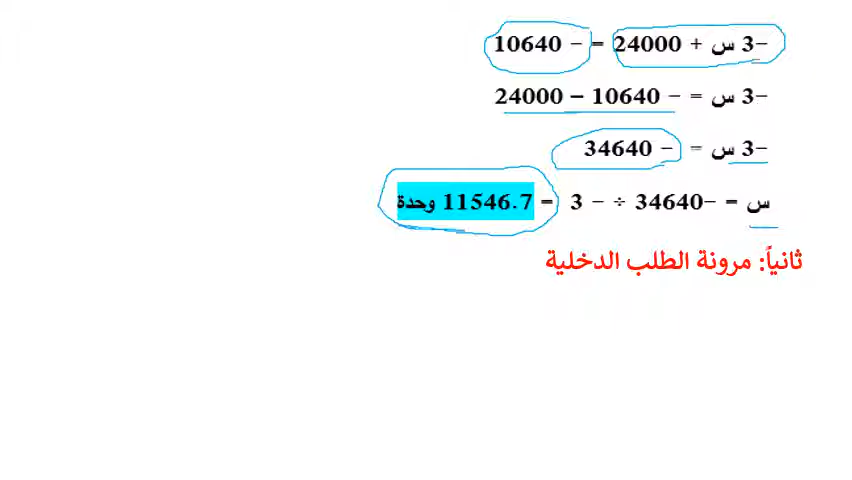 −3 س + 24000 = − 10640
−3 س = − 10640 − 24000
−3 س = − 34640
س = −34640 ÷ − 3 = 11546.7 وحدة
ثانياً: مرونة الطلب الدخلية